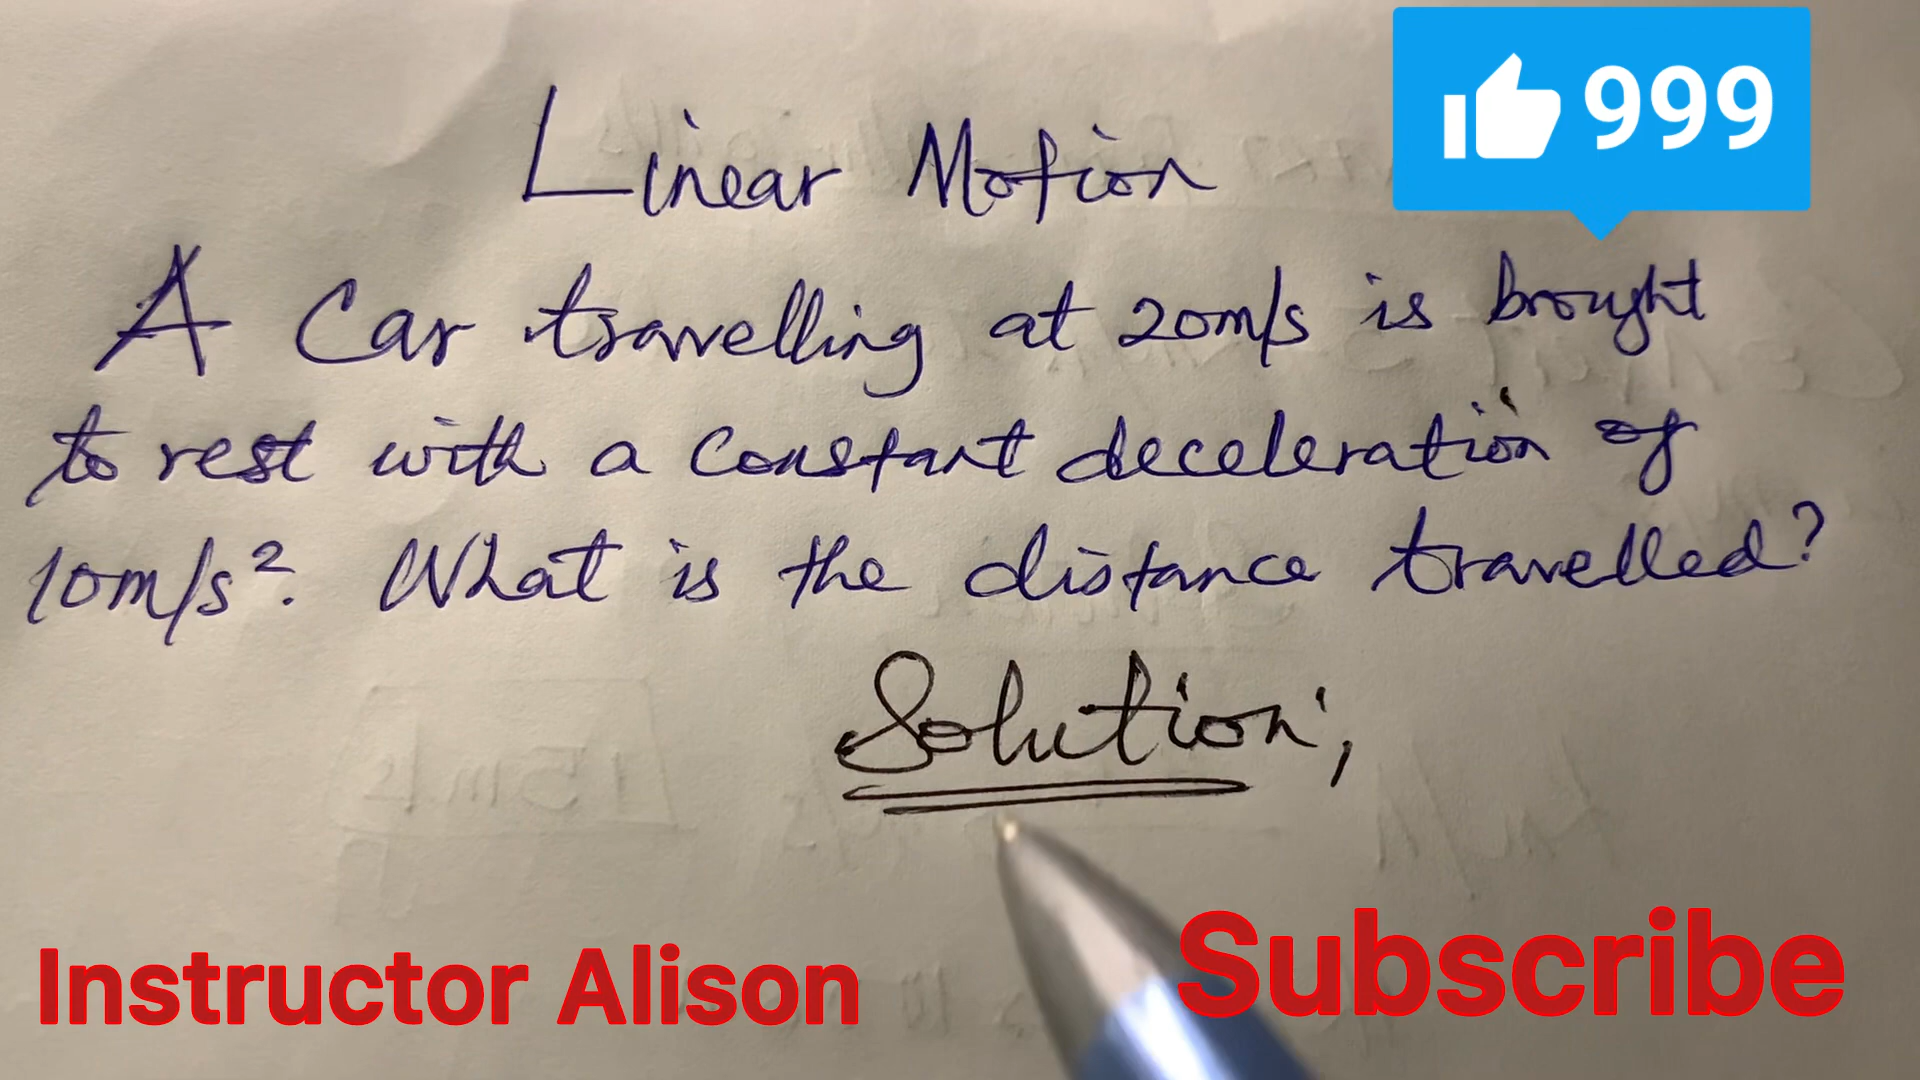 999
Linear Motion
A Car travelling at 20m/s is brought
to rest with a constant deceleration of
10m/s². What is the distance travelled?
Solution;
Instructor Alison
Subscribe